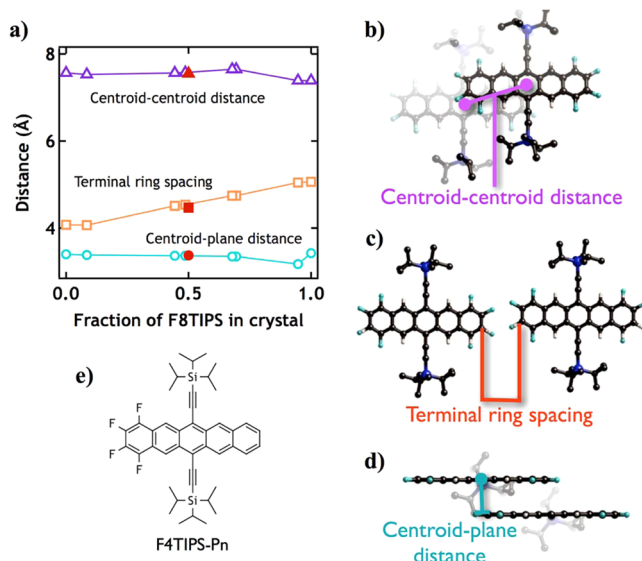 a)
8
Centroid-centroid distance
Distance (Å)
6
Terminal ring spacing
4
Centroid-plane distance
0.0 0.5 1.0
Fraction of F8TIPS in crystal
b)
Centroid-centroid distance
c)
Terminal ring spacing
d)
Centroid-plane
distance
e)
Si
F
F
F
F
Si
F4TIPS-Pn